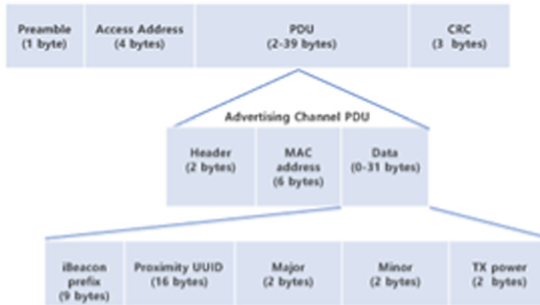 Preamble
(1 byte)
Access Address
(4 bytes)
PDU
(2-39 bytes)
CRC
(3 bytes)
Advertising Channel PDU
Header
(2 bytes)
MAC
address
(6 bytes)
Data
(0-31 bytes)
iBeacon
prefix
(9 bytes)
Proximity UUID
(16 bytes)
Major
(2 bytes)
Minor
(2 bytes)
TX power
(2 bytes)